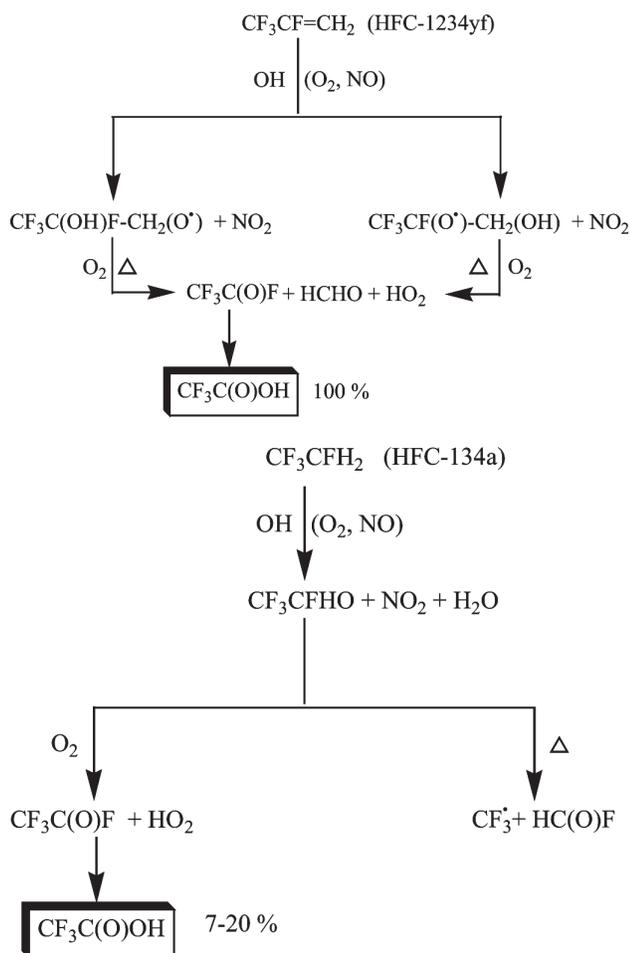 CF₃CF=CH₂ (HFC-1234yf)
OH (O₂, NO)
CF₃C(OH)F-CH₂(O•) + NO₂ CF₃CF(O•)-CH₂(OH) + NO₂
O₂ △ △ O₂
CF₃C(O)F + HCHO + HO₂
CF₃C(O)OH 100 %
CF₃CFH₂ (HFC-134a)
OH (O₂, NO)
CF₃CFHO + NO₂ + H₂O
O₂ △
CF₃C(O)F + HO₂ CF₃• + HC(O)F
CF₃C(O)OH 7-20 %